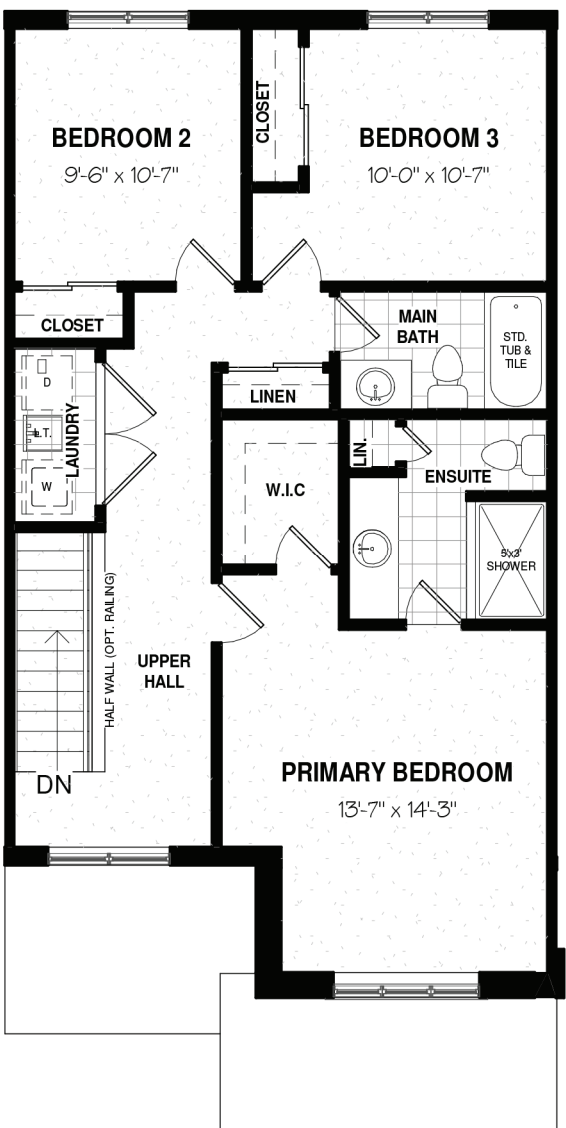 BEDROOM 2
9'-6" x 10'-7"
CLOSET
BEDROOM 3
10'-0" x 10'-7"
CLOSET
MAIN
BATH
STD.
TUB &
TILE
LINEN
D
L.T.
W
LAUNDRY
W.I.C
LIN.
ENSUITE
5'x3'
SHOWER
HALF WALL (OPT. RAILING)
UPPER
HALL
DN
PRIMARY BEDROOM
13'-7" x 14'-3"